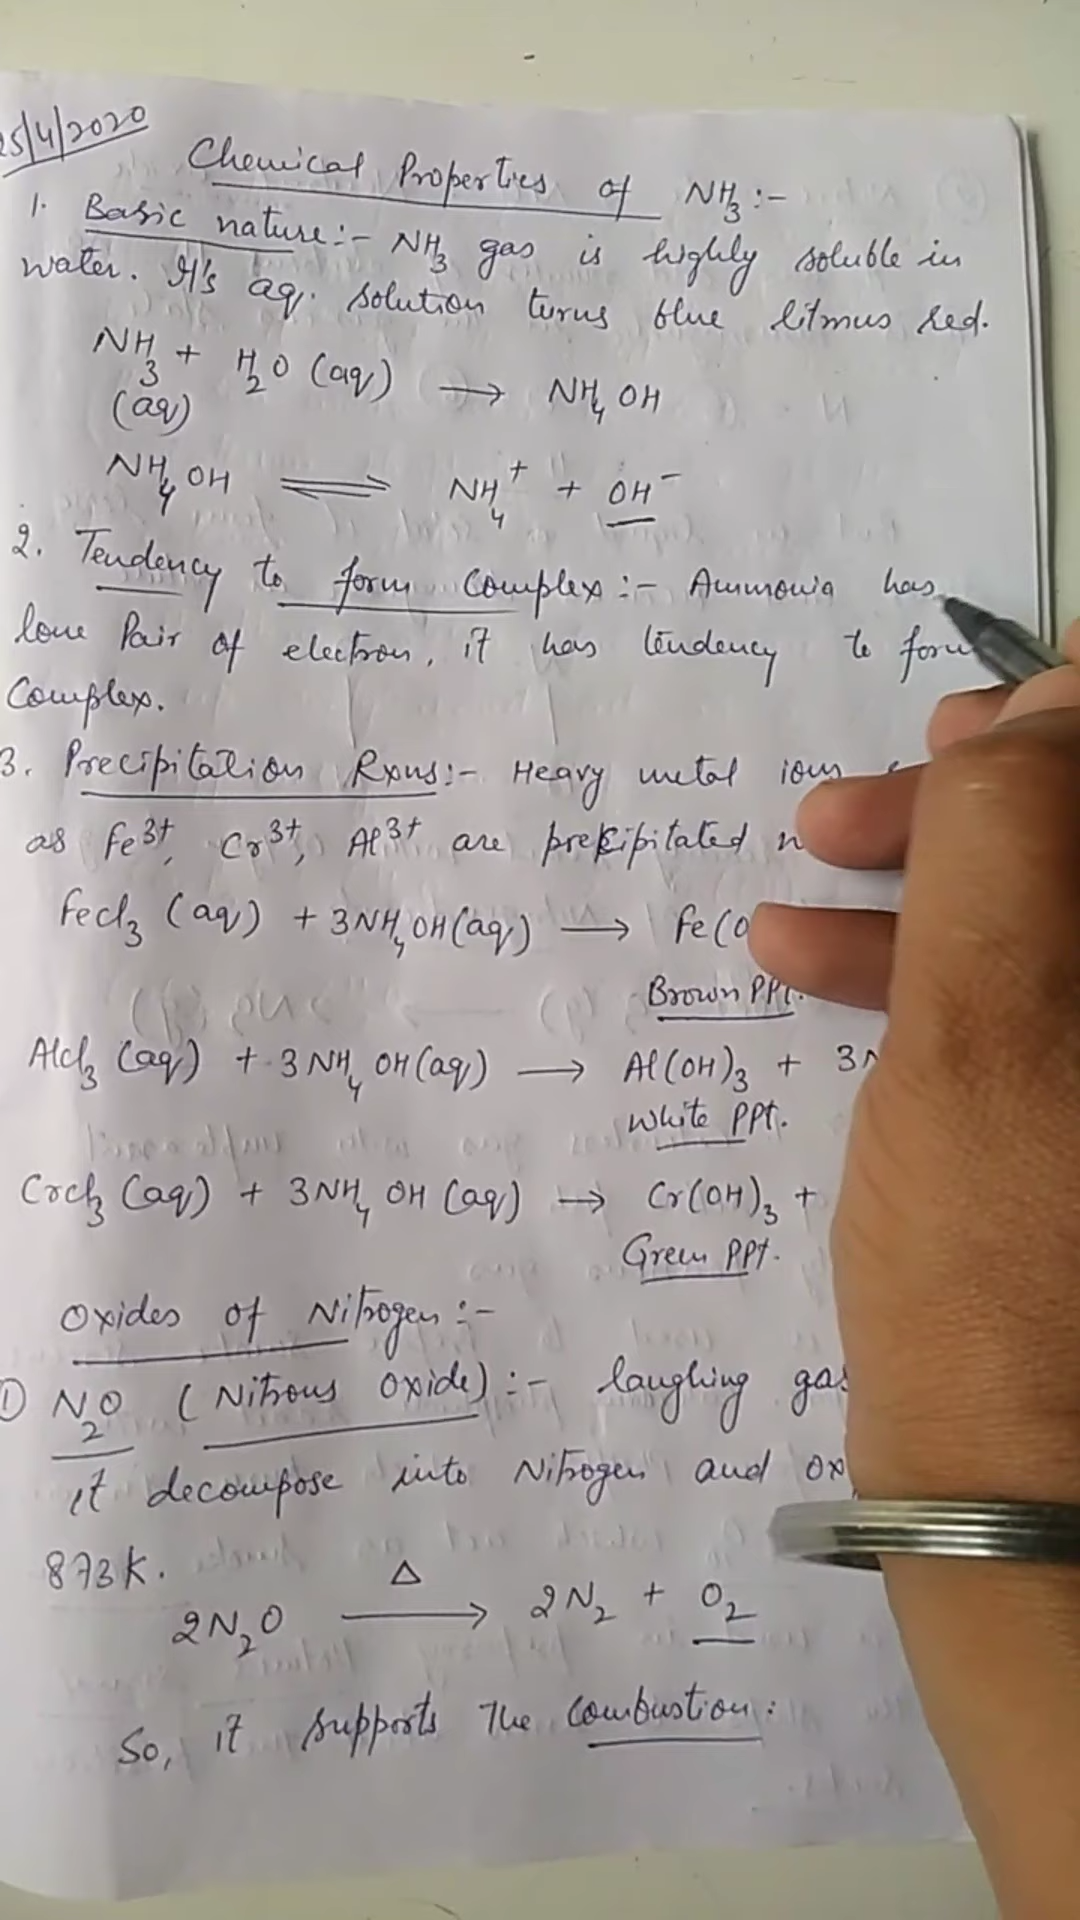 25/4/2020
Chemical Properties of NH3:-
1. Basic nature:- NH3 gas is highly soluble in
water. It's aq. solution turns blue litmus red.
NH3 + H2O (aq) → NH4OH
(aq)
NH4OH ⇌ NH4+ + OH-
2. Tendency to form Complex:- Ammonia has
lone Pair of electron, it has tendency to form
Complex.
3. Precipitation Rxns:- Heavy metal ions
as Fe3+, Cr3+, Al3+ are precipitated
FeCl3 (aq) + 3NH4OH(aq) → Fe(O
Brown PPt.
AlCl3 (aq) + 3NH4OH(aq) → Al(OH)3 + 3N
White PPt.
CrCl3 (aq) + 3NH4OH (aq) → Cr(OH)3 +
Green PPt.
Oxides of Nitrogen:-
① N2O (Nitrous Oxide):- laughing gas
it decompose into Nitrogen and ox
873K.
2N2O →Δ 2N2 + O2
So, it supports the Combustion: